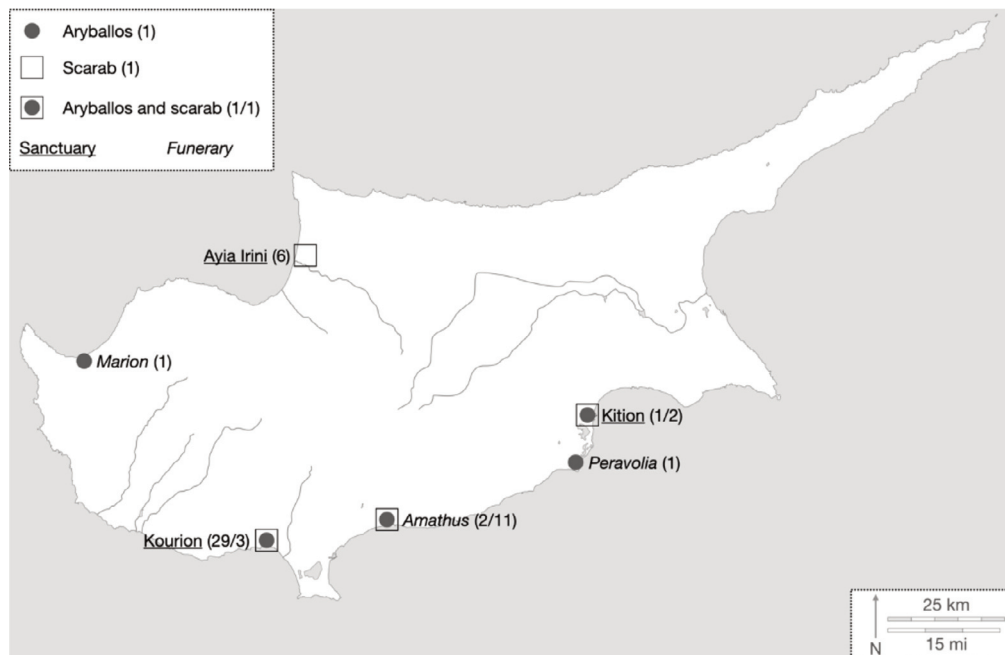 Aryballos (1)
Scarab (1)
Aryballos and scarab (1/1)
Sanctuary Funerary
Ayia Irini (6)
Marion (1)
Kition (1/2)
Peravolia (1)
Amathus (2/11)
Kourion (29/3)
25 km
15 mi
N